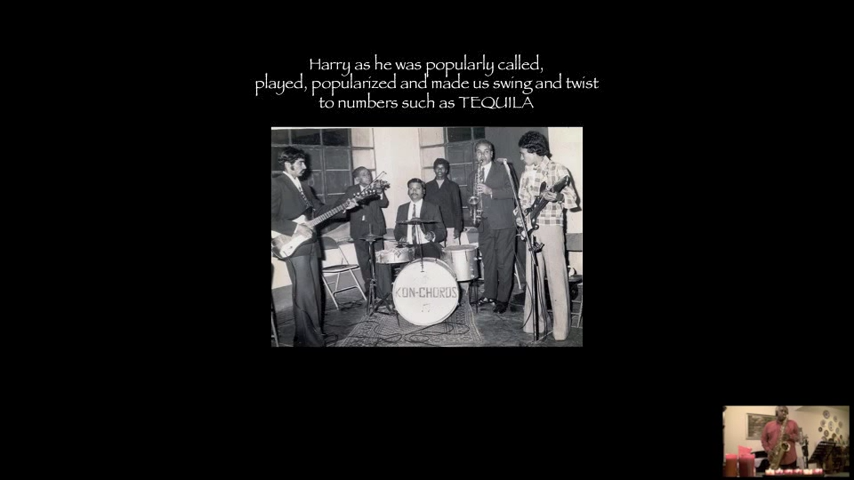 Harry as he was popularly called,
played, popularized and made us swing and twist
to numbers such as TEQUILA
KON-CHORDS